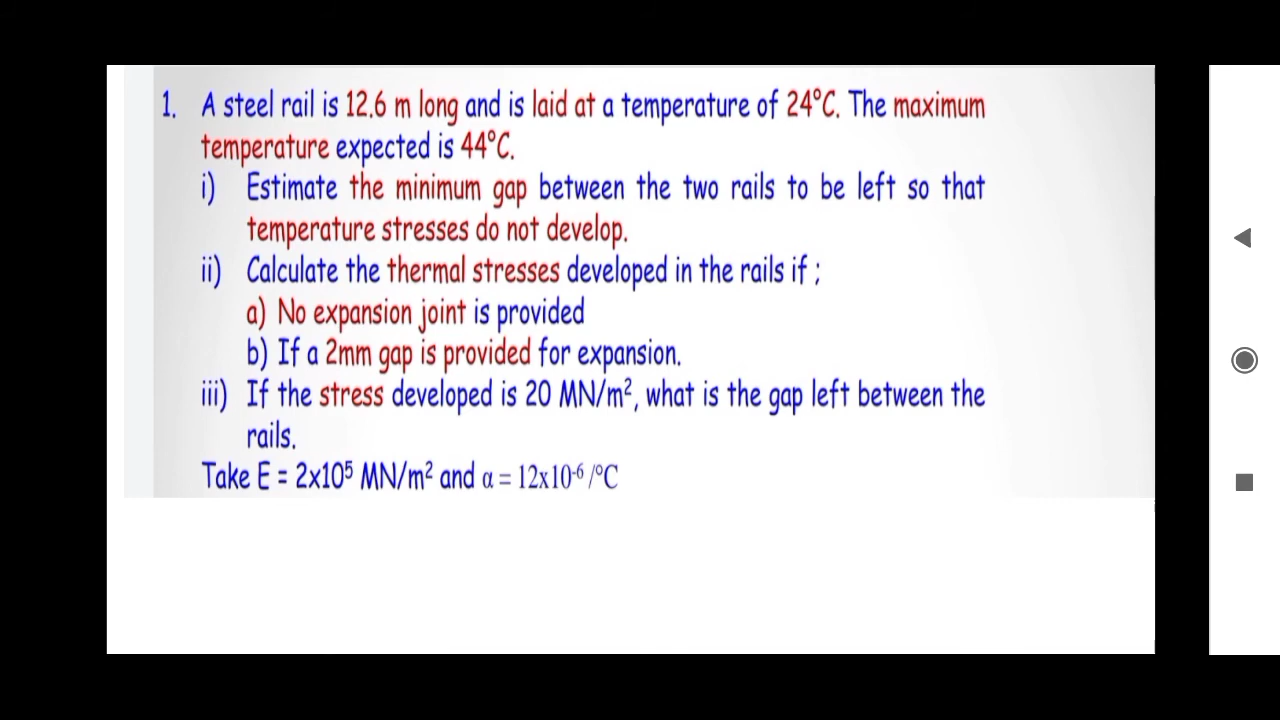 1. A steel rail is 12.6 m long and is laid at a temperature of 24°C. The maximum
temperature expected is 44°C.
i) Estimate the minimum gap between the two rails to be left so that
temperature stresses do not develop.
ii) Calculate the thermal stresses developed in the rails if ;
a) No expansion joint is provided
b) If a 2mm gap is provided for expansion.
iii) If the stress developed is 20 MN/m², what is the gap left between the
rails.
Take E = 2x10⁵ MN/m² and α = 12x10⁻⁶ /°C